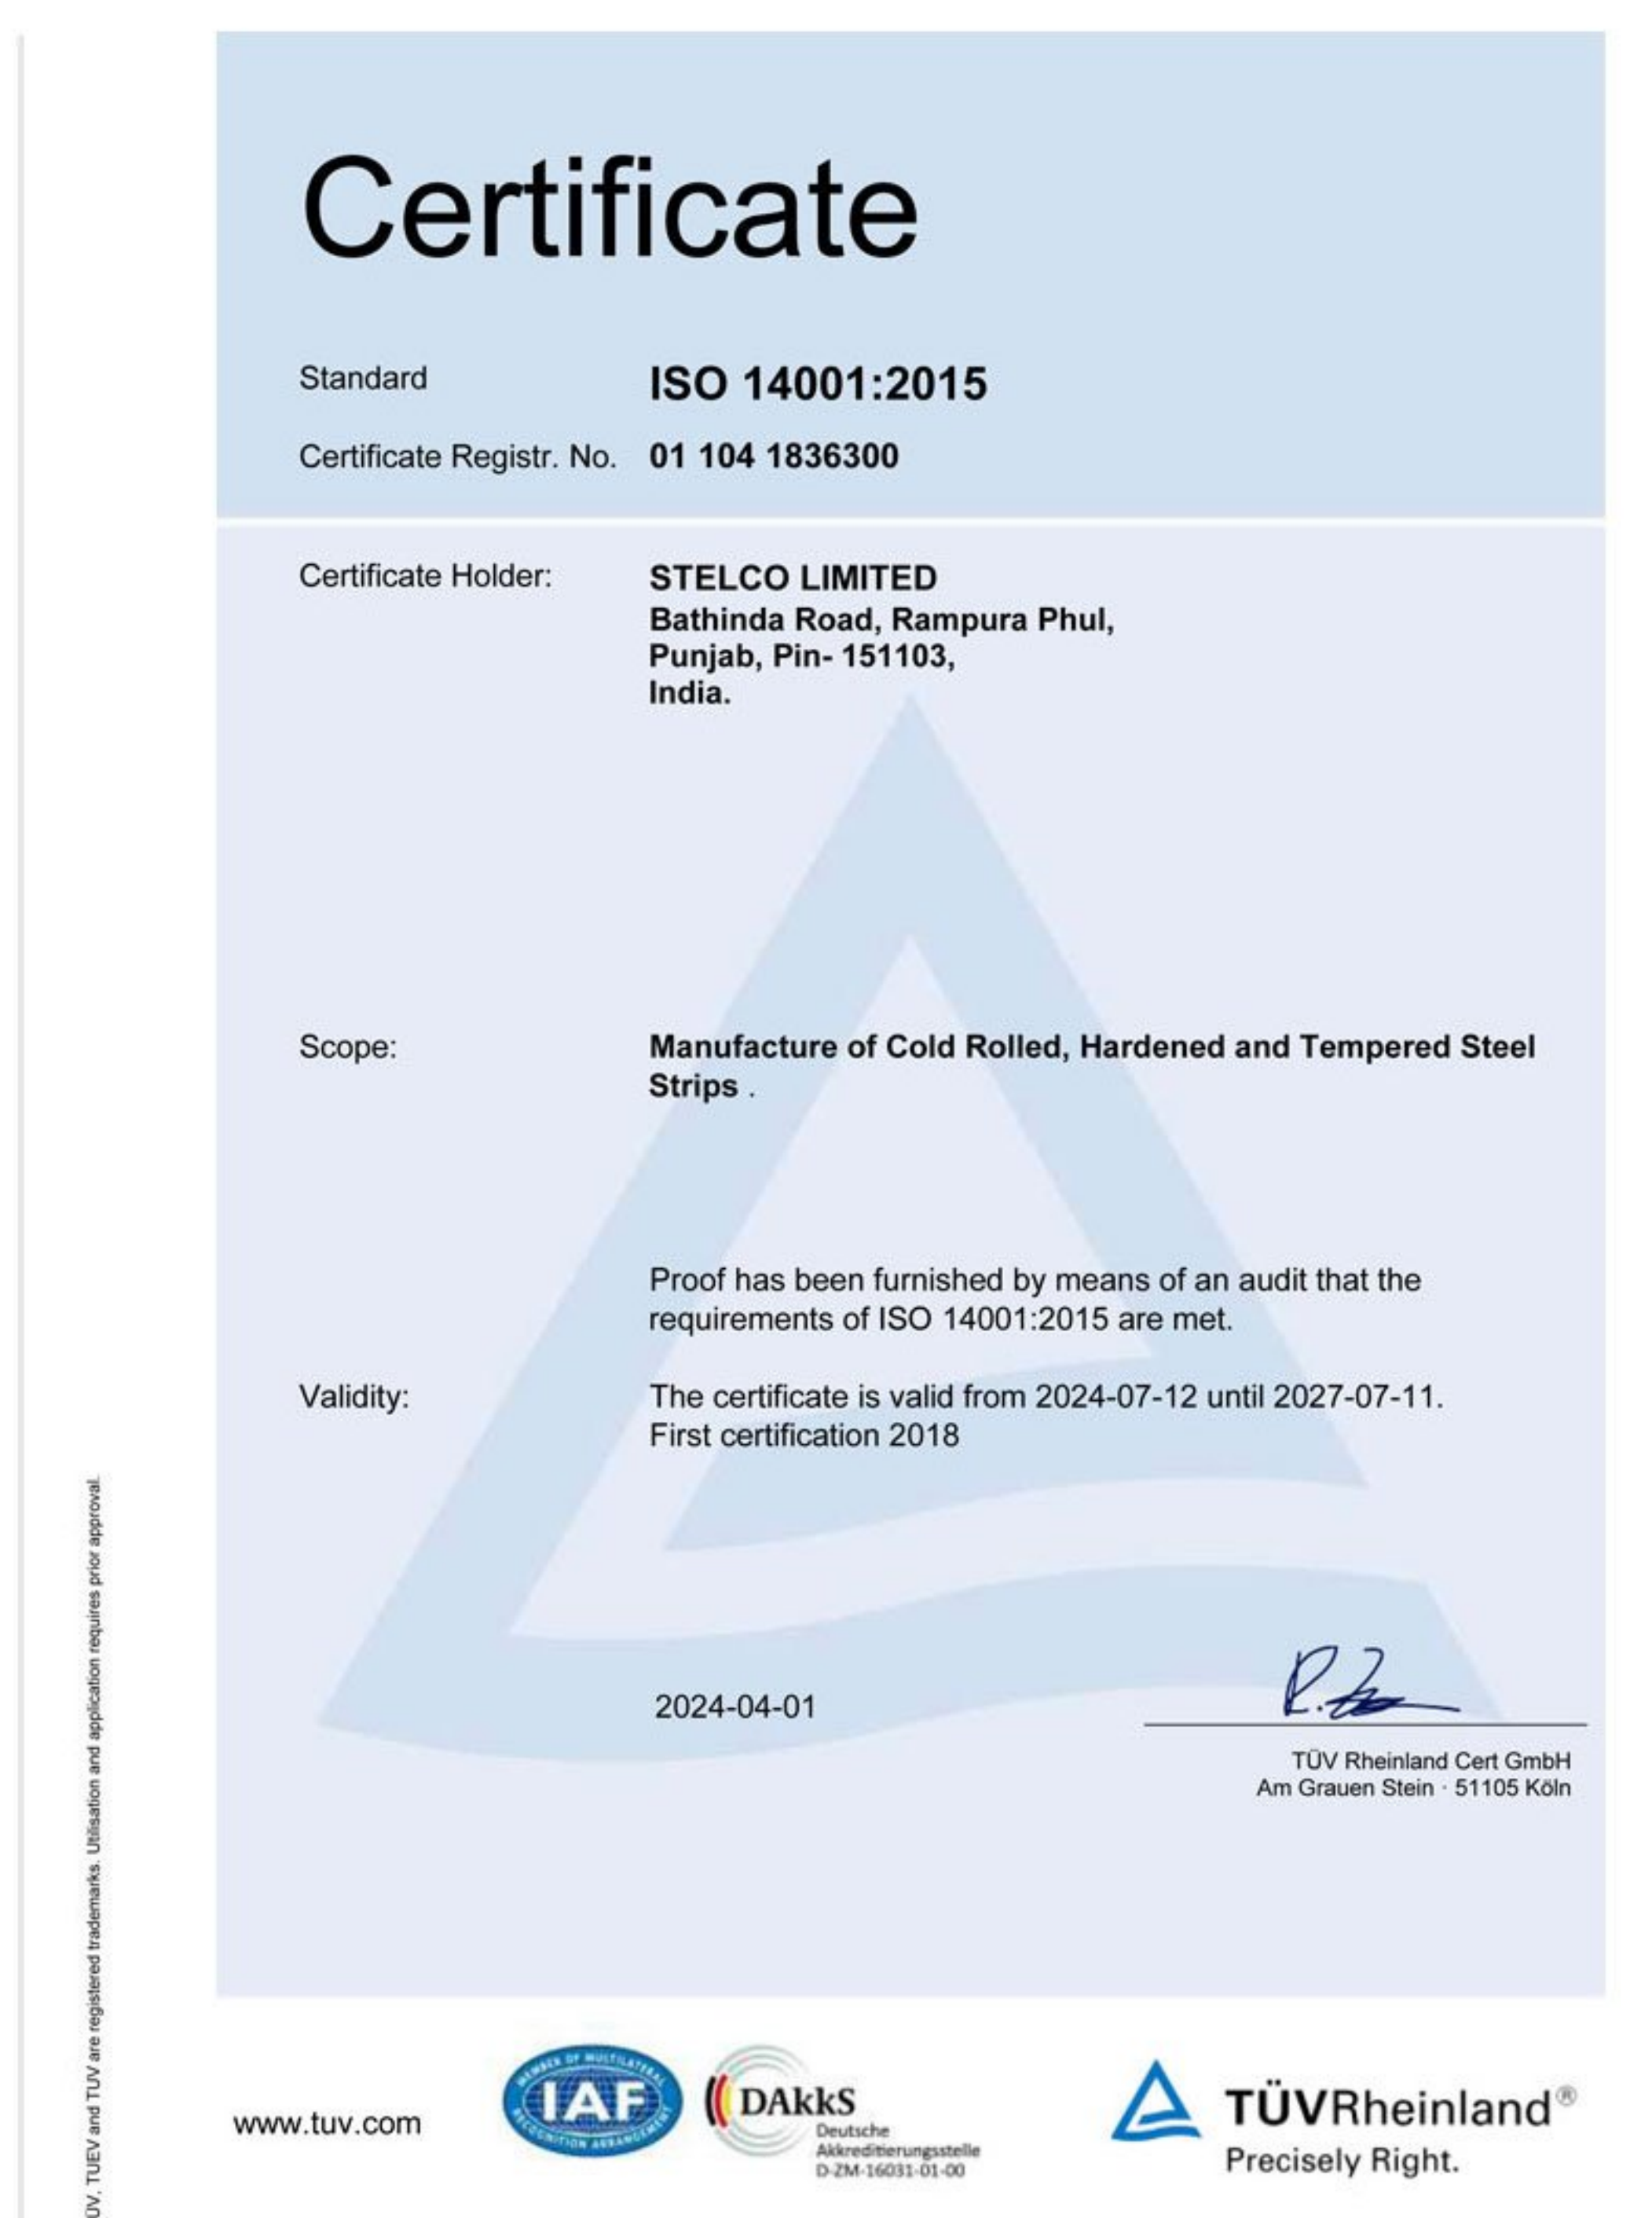 Certificate
Standard ISO 14001:2015
Certificate Registr. No. 01 104 1836300
Certificate Holder: STELCO LIMITED
Bathinda Road, Rampura Phul,
Punjab, Pin- 151103,
India.
Scope: Manufacture of Cold Rolled, Hardened and Tempered Steel
Strips .
Proof has been furnished by means of an audit that the
requirements of ISO 14001:2015 are met.
Validity: The certificate is valid from 2024-07-12 until 2027-07-11.
First certification 2018
2024-04-01
TÜV Rheinland Cert GmbH
Am Grauen Stein · 51105 Köln
ÜV, TUEV and TUV are registered trademarks. Utilisation and application requires prior approval.
www.tuv.com
MEMBER OF MULTILATERAL
IAF
RECOGNITION ARRANGEMENT
DAkkS
Deutsche
Akkreditierungsstelle
D-ZM-16031-01-00
TÜVRheinland®
Precisely Right.